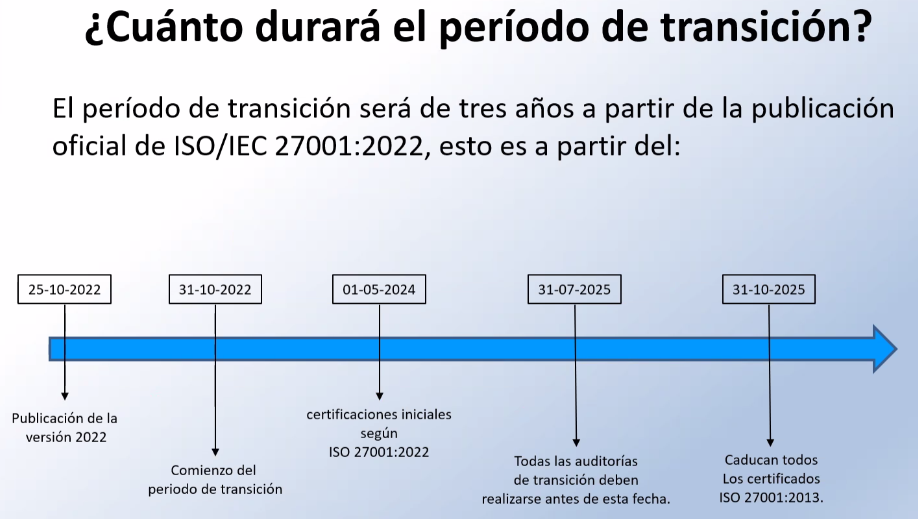 ¿Cuánto durará el período de transición?
El período de transición será de tres años a partir de la publicación
oficial de ISO/IEC 27001:2022, esto es a partir del:
25-10-2022
31-10-2022
01-05-2024
31-07-2025
31-10-2025
Publicación de la
versión 2022
Comienzo del
periodo de transición
certificaciones iniciales
según
ISO 27001:2022
Todas las auditorías
de transición deben
realizarse antes de esta fecha.
Caducan todos
Los certificados
ISO 27001:2013.